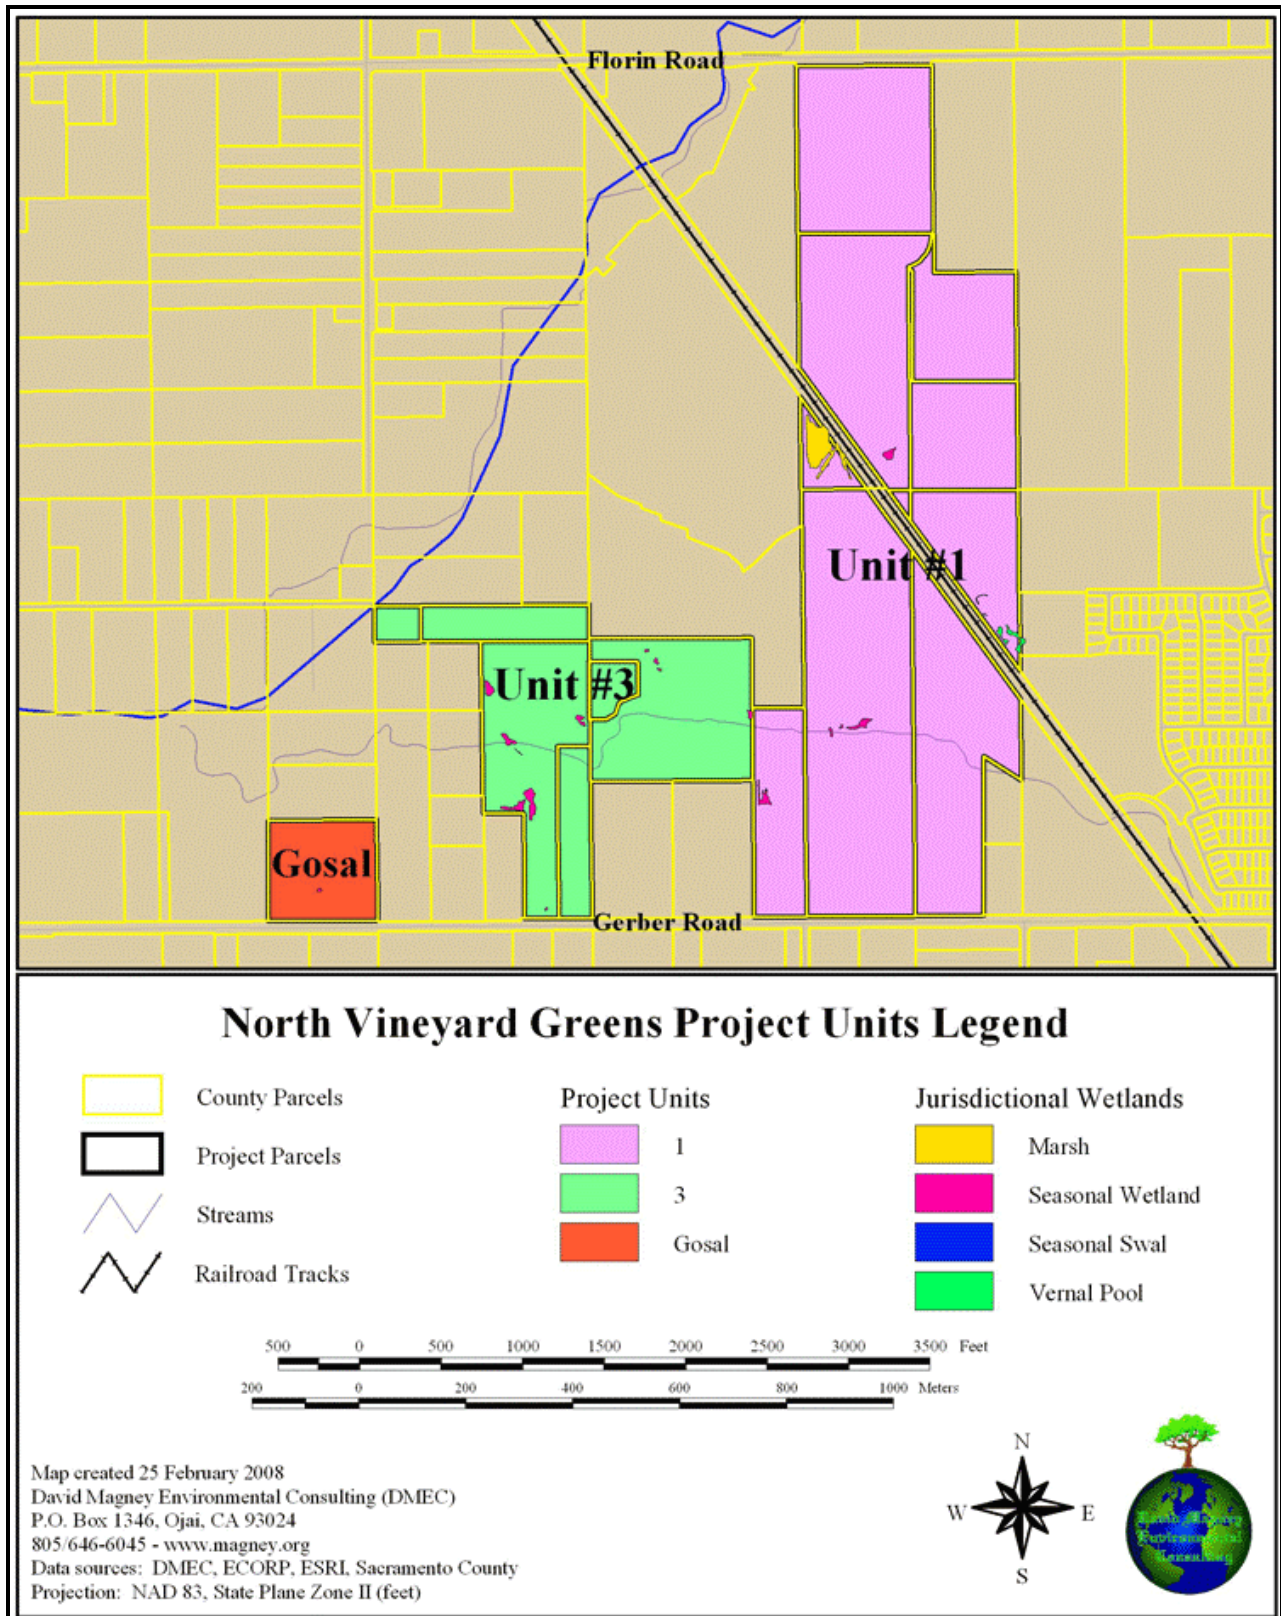 Florin Road
Unit #1
Unit #3
Gosal
Gerber Road
North Vineyard Greens Project Units Legend
County Parcels
Project Parcels
Streams
Railroad Tracks
Project Units
1
3
Gosal
Jurisdictional Wetlands
Marsh
Seasonal Wetland
Seasonal Swal
Vernal Pool
500 0 500 1000 1500 2000 2500 3000 3500 Feet
200 0 200 400 600 800 1000 Meters
Map created 25 February 2008
David Magney Environmental Consulting (DMEC)
P.O. Box 1346, Ojai, CA 93024
805/646-6045 - www.magney.org
Data sources: DMEC, ECORP, ESRI, Sacramento County
Projection: NAD 83, State Plane Zone II (feet)
N
W E
S
David Magney
Environmental
Consulting